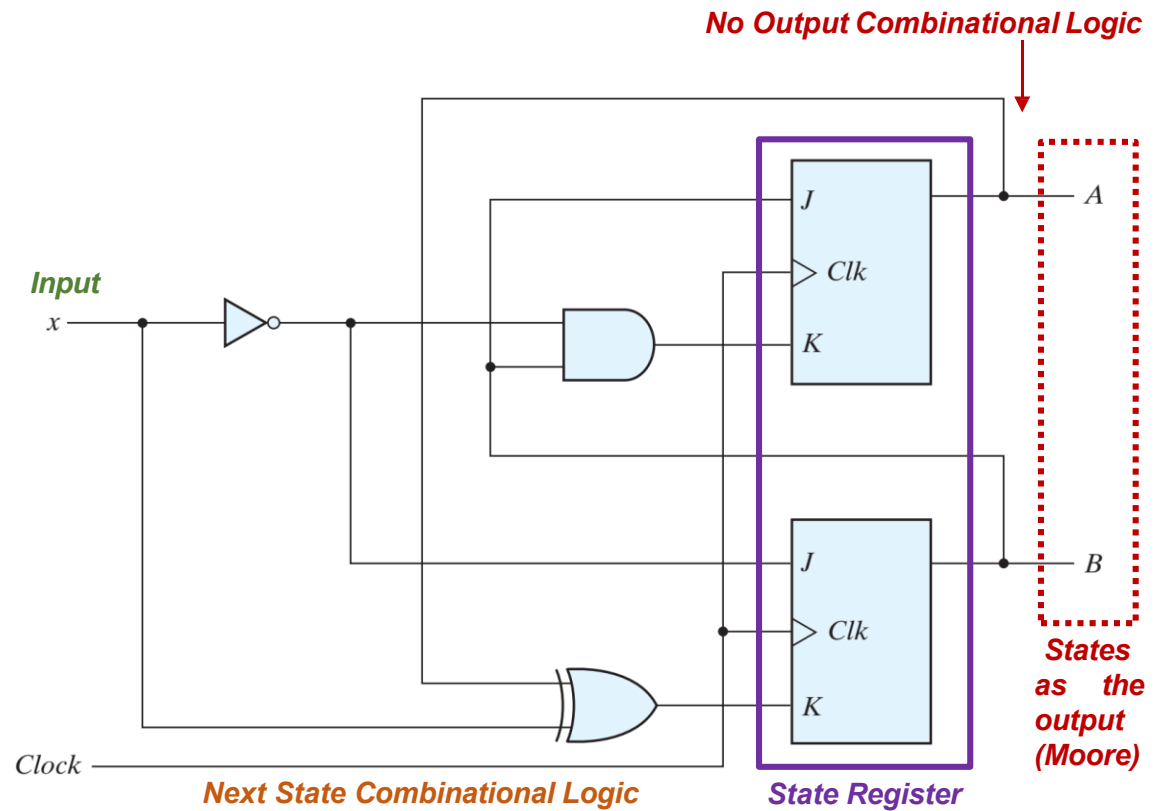 No Output Combinational Logic
J
A
Clk
Input
x
K
J
B
Clk
States
as the
output
(Moore)
K
Clock
Next State Combinational Logic
State Register